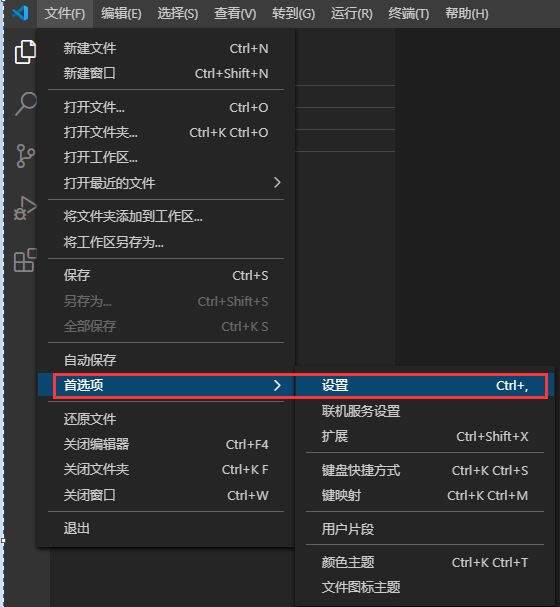 文件(F) 编辑(E) 选择(S) 查看(V) 转到(G) 运行(R) 终端(T) 帮助(H)
新建文件 Ctrl+N
新建窗口 Ctrl+Shift+N
打开文件... Ctrl+O
打开文件夹... Ctrl+K Ctrl+O
打开工作区...
打开最近的文件
将文件夹添加到工作区...
将工作区另存为...
保存 Ctrl+S
另存为... Ctrl+Shift+S
全部保存 Ctrl+K S
自动保存
首选项
还原文件
关闭编辑器 Ctrl+F4
关闭文件夹 Ctrl+K F
关闭窗口 Ctrl+W
退出
设置 Ctrl+,
联机服务设置
扩展 Ctrl+Shift+X
键盘快捷方式 Ctrl+K Ctrl+S
键映射 Ctrl+K Ctrl+M
用户片段
颜色主题 Ctrl+K Ctrl+T
文件图标主题